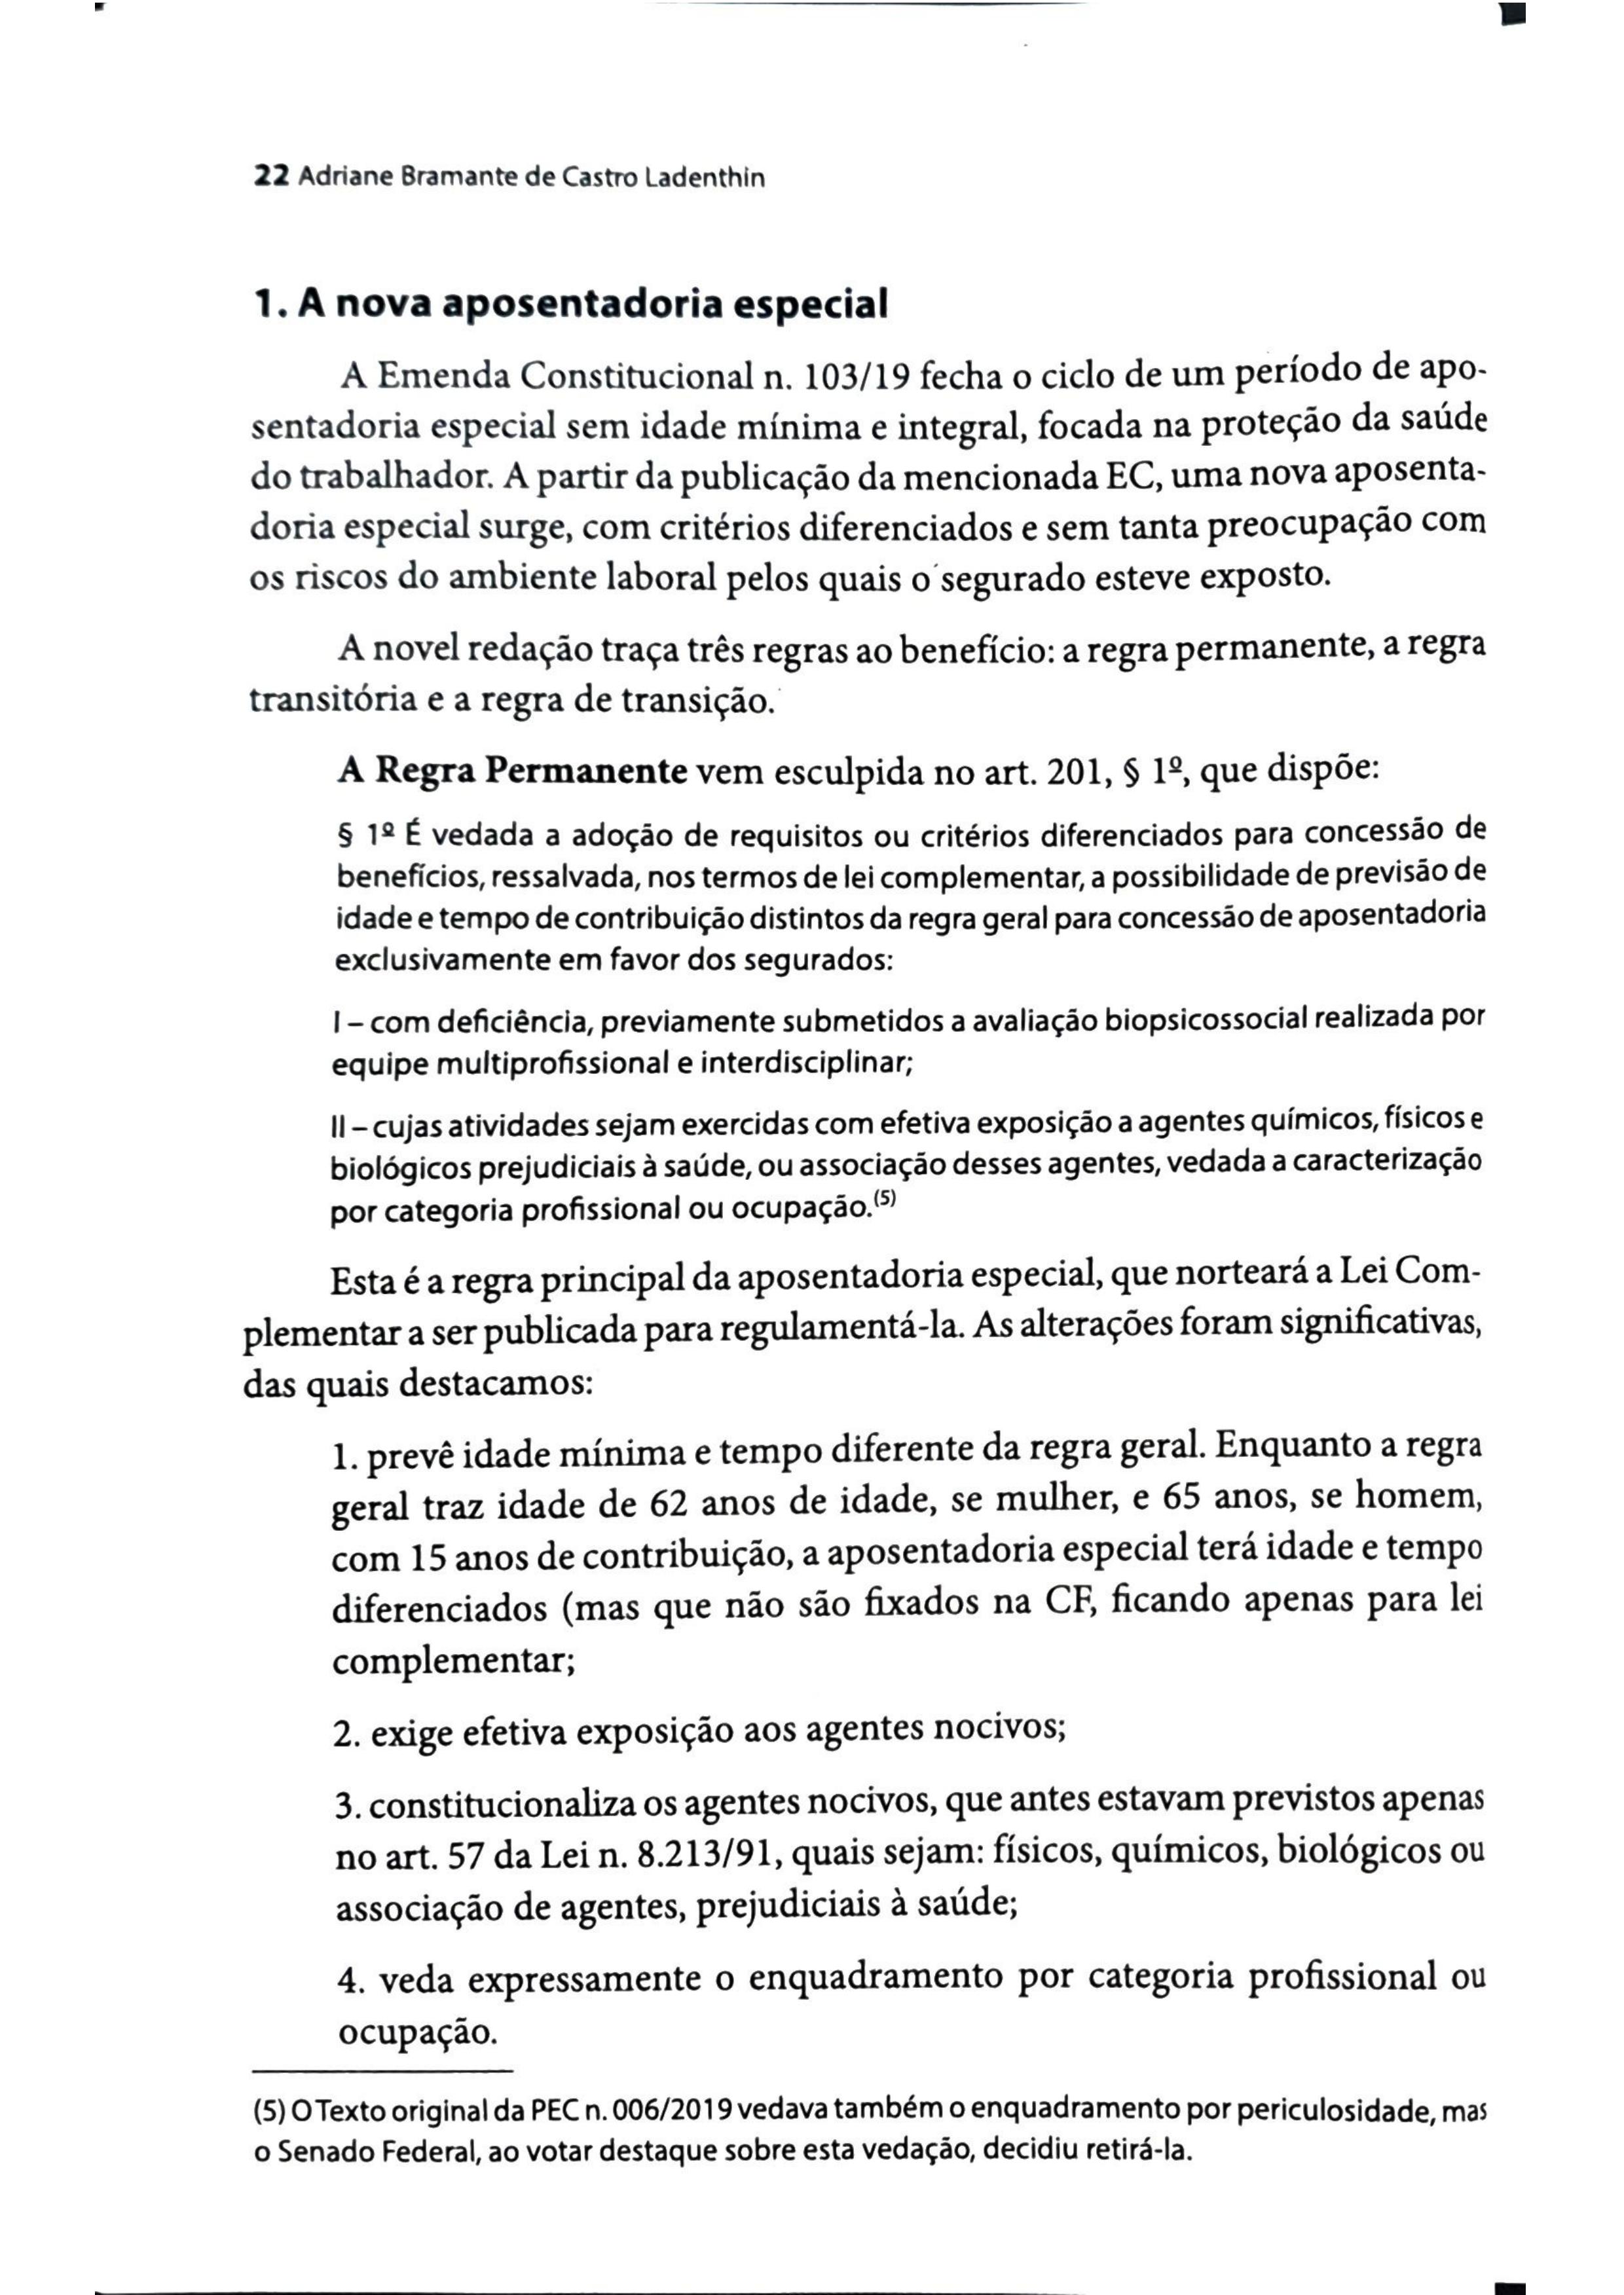 22 Adriane Bramante de Castro Ladenthin
1. A nova aposentadoria especial
A Emenda Constitucional n. 103/19 fecha o ciclo de um período de apo-
sentadoria especial sem idade mínima e integral, focada na proteção da saúde
do trabalhador. A partir da publicação da mencionada EC, uma nova aposenta-
doria especial surge, com critérios diferenciados e sem tanta preocupação com
os riscos do ambiente laboral pelos quais o segurado esteve exposto.
A novel redação traça três regras ao benefício: a regra permanente, a regra
transitória e a regra de transição.
A Regra Permanente vem esculpida no art. 201, § 1º, que dispõe:
§ 1º É vedada a adoção de requisitos ou critérios diferenciados para concessão de
benefícios, ressalvada, nos termos de lei complementar, a possibilidade de previsão de
idade e tempo de contribuição distintos da regra geral para concessão de aposentadoria
exclusivamente em favor dos segurados:
I – com deficiência, previamente submetidos a avaliação biopsicossocial realizada por
equipe multiprofissional e interdisciplinar;
II – cujas atividades sejam exercidas com efetiva exposição a agentes químicos, físicos e
biológicos prejudiciais à saúde, ou associação desses agentes, vedada a caracterização
por categoria profissional ou ocupação.(5)
Esta é a regra principal da aposentadoria especial, que norteará a Lei Com-
plementar a ser publicada para regulamentá-la. As alterações foram significativas,
das quais destacamos:
1. prevê idade mínima e tempo diferente da regra geral. Enquanto a regra
geral traz idade de 62 anos de idade, se mulher, e 65 anos, se homem,
com 15 anos de contribuição, a aposentadoria especial terá idade e tempo
diferenciados (mas que não são fixados na CF, ficando apenas para lei
complementar;
2. exige efetiva exposição aos agentes nocivos;
3. constitucionaliza os agentes nocivos, que antes estavam previstos apenas
no art. 57 da Lei n. 8.213/91, quais sejam: físicos, químicos, biológicos ou
associação de agentes, prejudiciais à saúde;
4. veda expressamente o enquadramento por categoria profissional ou
ocupação.
(5) O Texto original da PEC n. 006/2019 vedava também o enquadramento por periculosidade, mas
o Senado Federal, ao votar destaque sobre esta vedação, decidiu retirá-la.